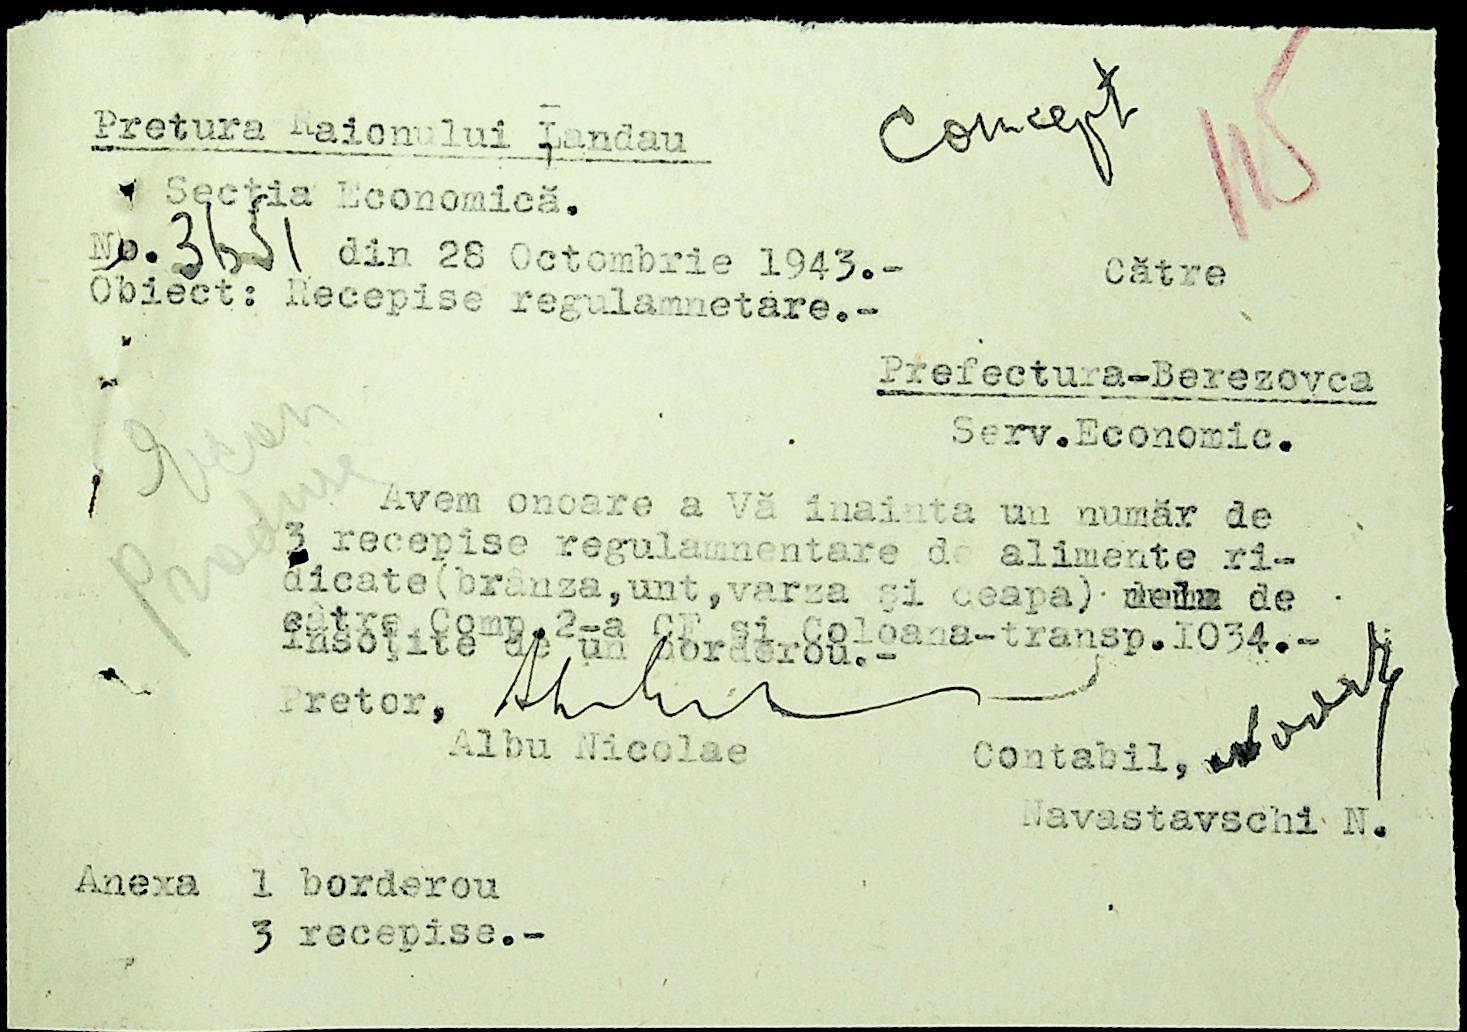 Concept
115
Pretura Raionului Landau
Secția Economică.
No. 3651 din 28 Octombrie 1943.-
Obiect: Recepise regulamnetare.-
Către
Prefectura-Berezovca
Serv.Economic.
Produse
Avem onoare a Vă inainta un număr de
3 recepise regulamnentare de alimente ri-
dicate(brânza,unt,varza și ceapa) de
către Comp.2-a CF și Coloana-transp.1034.-
însoțite de un borderou.-
Pretor,
Albu Nicolae
Contabil,
Navastavschi N.
Anexa 1 borderou
3 recepise.-